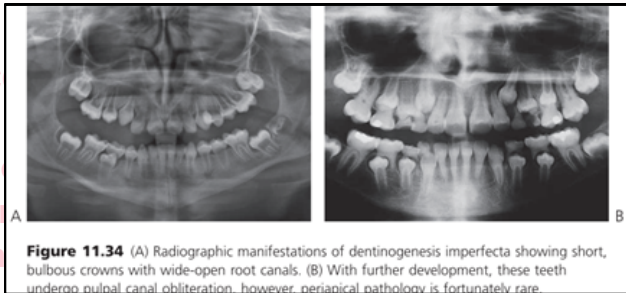 A
B
Figure 11.34 (A) Radiographic manifestations of dentinogenesis imperfecta showing short,
bulbous crowns with wide-open root canals. (B) With further development, these teeth
undergo pulpal canal obliteration, however, periapical pathology is fortunately rare.